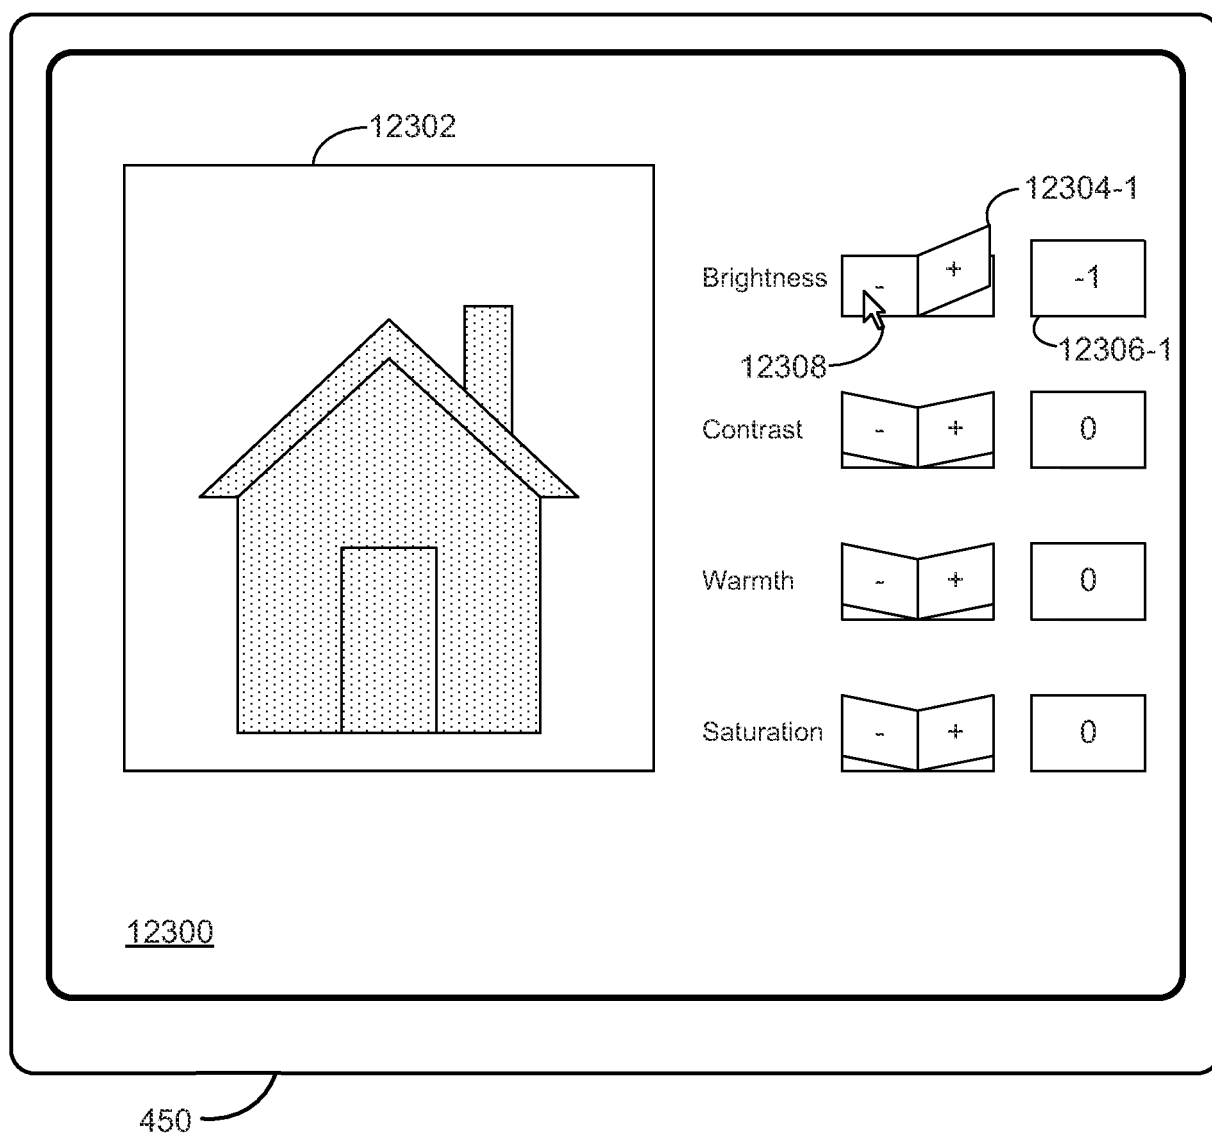 12302
12304-1
Brightness - + -1
12308 12306-1
Contrast - + 0
Warmth - + 0
Saturation - + 0
12300
450